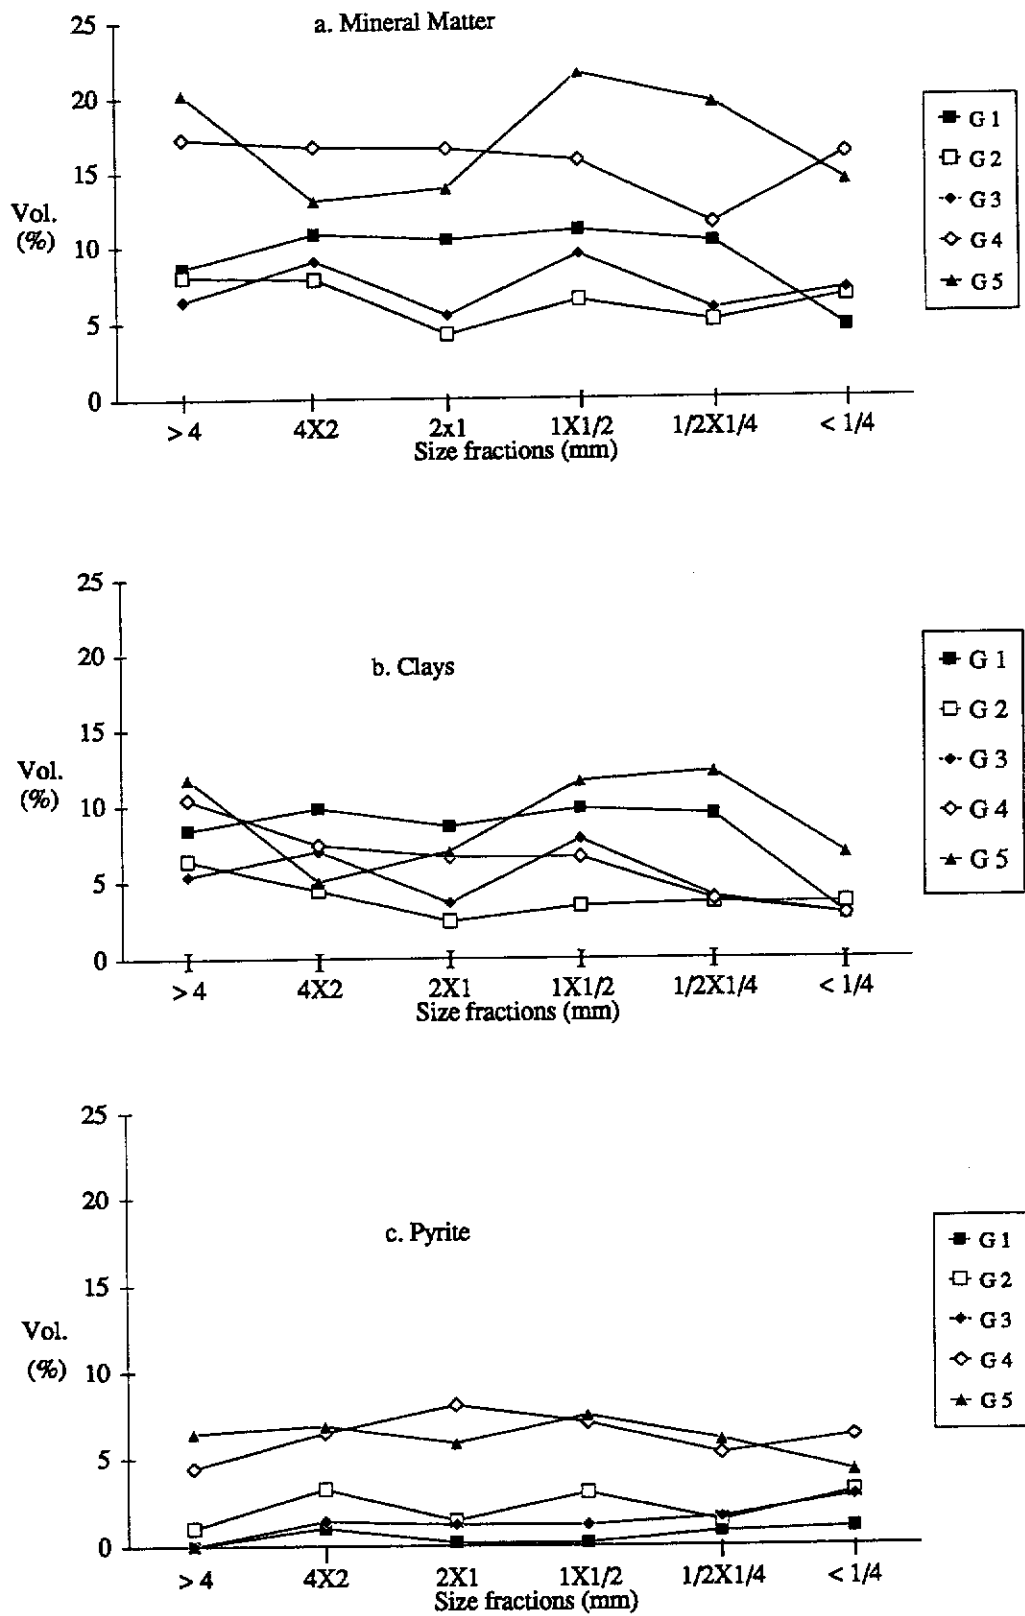 a. Mineral Matter
25
20
15
10
5
0
Vol.
(%)
> 4
4X2
2x1
1X1/2
1/2X1/4
< 1/4
Size fractions (mm)
G 1
G 2
G 3
G 4
G 5
b. Clays
25
20
15
10
5
0
Vol.
(%)
> 4
4X2
2X1
1X1/2
1/2X1/4
< 1/4
Size fractions (mm)
G 1
G 2
G 3
G 4
G 5
c. Pyrite
25
20
15
10
5
0
Vol.
(%)
> 4
4X2
2X1
1X1/2
1/2X1/4
< 1/4
Size fractions (mm)
G 1
G 2
G 3
G 4
G 5